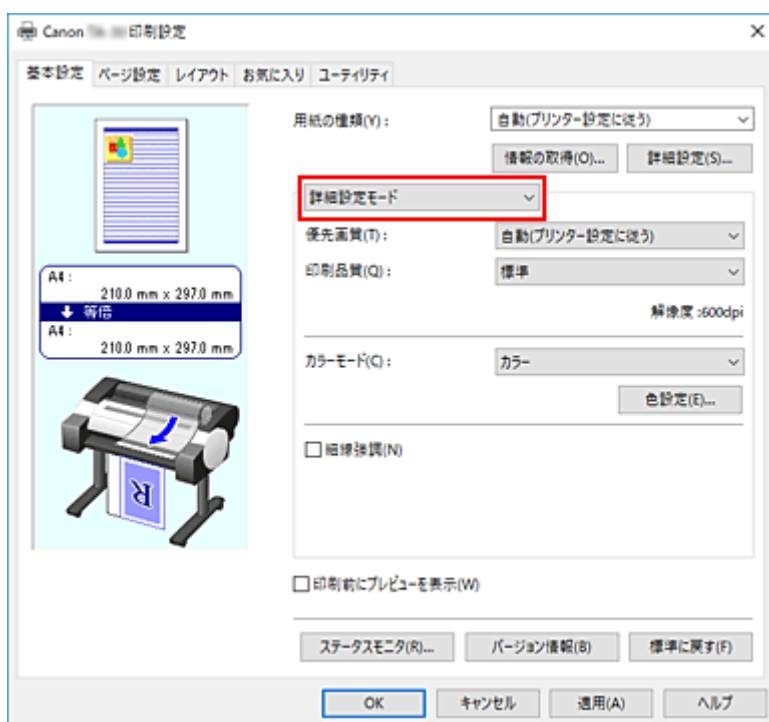 Canon 印刷設定
基本設定 ページ設定 レイアウト お気に入り ユーティリティ
用紙の種類(Y): 自動(プリンター設定に従う)
情報の取得(O)... 詳細設定(S)...
詳細設定モード
優先画質(T): 自動(プリンター設定に従う)
印刷品質(Q): 標準
解像度 :600dpi
A4 :
210.0 mm x 297.0 mm
等倍
A4 :
210.0 mm x 297.0 mm
カラーモード(C): カラー
色設定(E)...
細線強調(N)
R
印刷前にプレビューを表示(W)
ステータスモニタ(R)... バージョン情報(B) 標準に戻す(F)
OK キャンセル 適用(A) ヘルプ